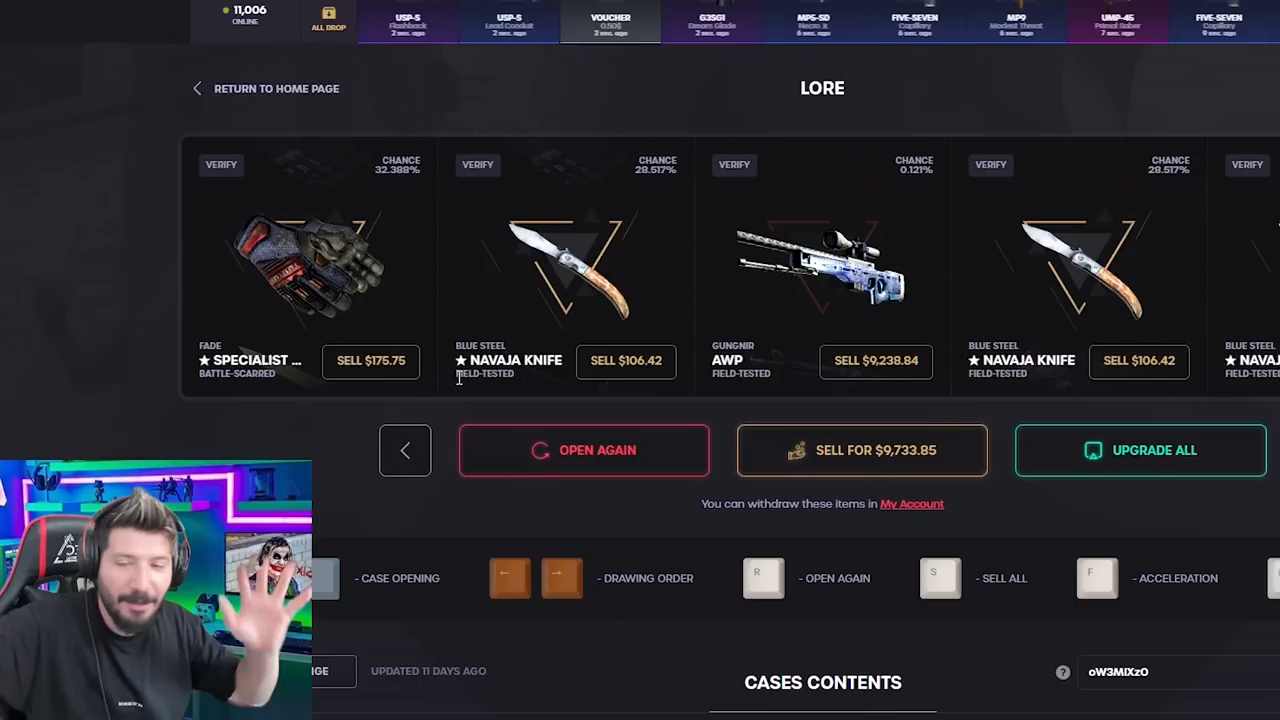 11,006
ONLINE
ALL DROP
USP-S
Flashback
2 sec. ago
USP-S
Lead Conduit
2 sec. ago
VOUCHER
0.50$
2 sec. ago
G3SG1
Dream Glade
2 sec. ago
MP5-SD
Necro Jr.
6 sec. ago
FIVE-SEVEN
Capillary
6 sec. ago
MP9
Modest Threat
6 sec. ago
UMP-45
Primal Saber
7 sec. ago
FIVE-SEVEN
Capillary
9 sec. ago
RETURN TO HOME PAGE
LORE
VERIFY
CHANCE
32.388%
FADE
★ SPECIALIST ...
BATTLE-SCARRED
SELL $175.75
VERIFY
CHANCE
28.517%
BLUE STEEL
★ NAVAJA KNIFE
FIELD-TESTED
SELL $106.42
VERIFY
CHANCE
0.121%
GUNGNIR
AWP
FIELD-TESTED
SELL $9,238.84
VERIFY
CHANCE
28.517%
BLUE STEEL
★ NAVAJA KNIFE
FIELD-TESTED
SELL $106.42
VERIFY
BLUE STEEL
★ NAVAJ
FIELD-TESTE
OPEN AGAIN
SELL FOR $9,733.85
UPGRADE ALL
You can withdraw these items in My Account
- CASE OPENING
← → - DRAWING ORDER
R - OPEN AGAIN
S - SELL ALL
F - ACCELERATION
NGE
UPDATED 11 DAYS AGO
CASES CONTENTS
?